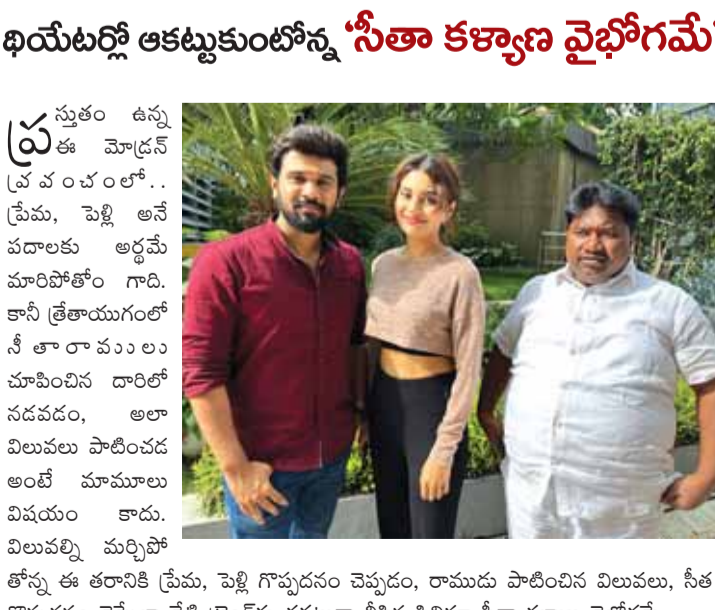 థియేటర్లో ఆకట్టుకుంటోన్న ‘సీతా కళ్యాణ వైభోగమే’
ప్రస్తుతం ఉన్న
ఈ మోడ్రన్
ప్రపంచంలో..
ప్రేమ, పెళ్లి అనే
పదాలకు అర్థమే
మారిపోతోం గాది.
కానీ త్రేతాయుగంలో
సీతారాములు
చూపించిన దారిలో
నడవడం, అలా
విలువలు పాటించడ
అంటే మామూలు
విషయం కాదు.
విలువల్ని మర్చిపో
తోన్న ఈ తరానికి ప్రేమ, పెళ్లి గొప్పదనం చెప్పడం, రాముడు పాటించిన విలువలు, సీత